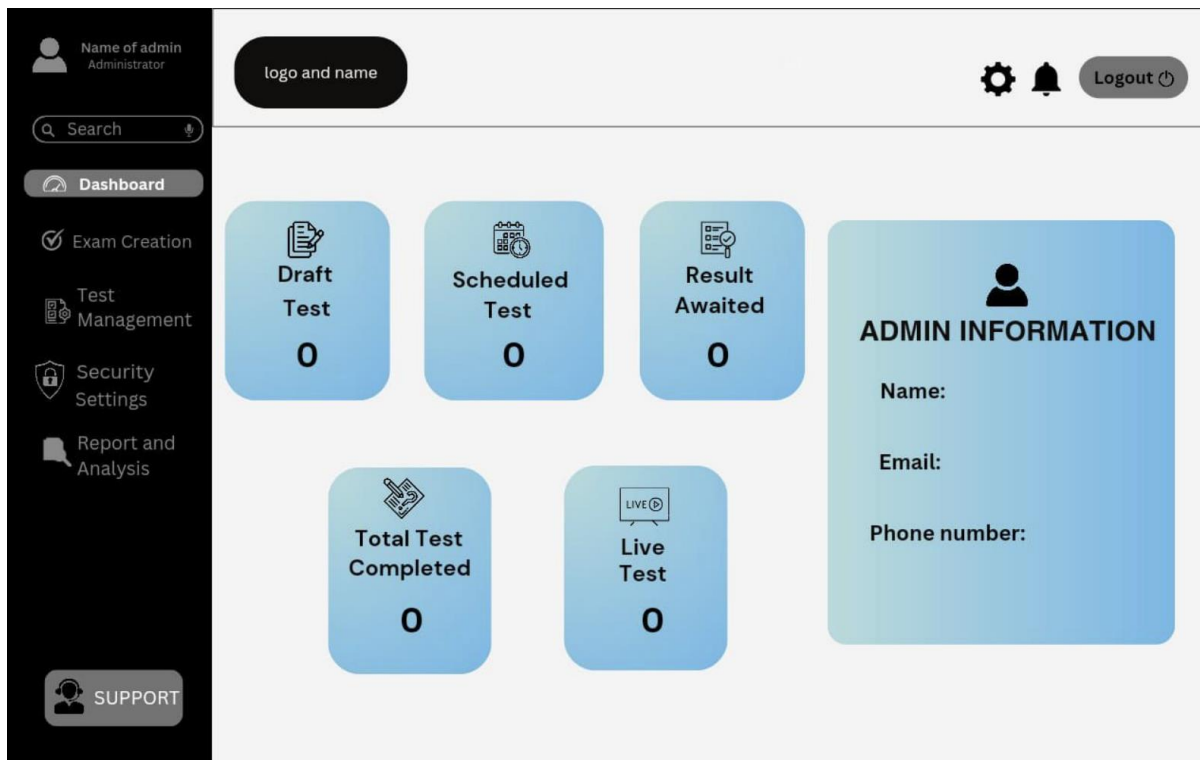 Name of admin
Administrator
Search
Dashboard
Exam Creation
Test
Management
Security
Settings
Report and
Analysis
SUPPORT
logo and name
Logout
Draft
Test
0
Scheduled
Test
0
Result
Awaited
0
Total Test
Completed
0
LIVE
Live
Test
0
ADMIN INFORMATION
Name:
Email:
Phone number: